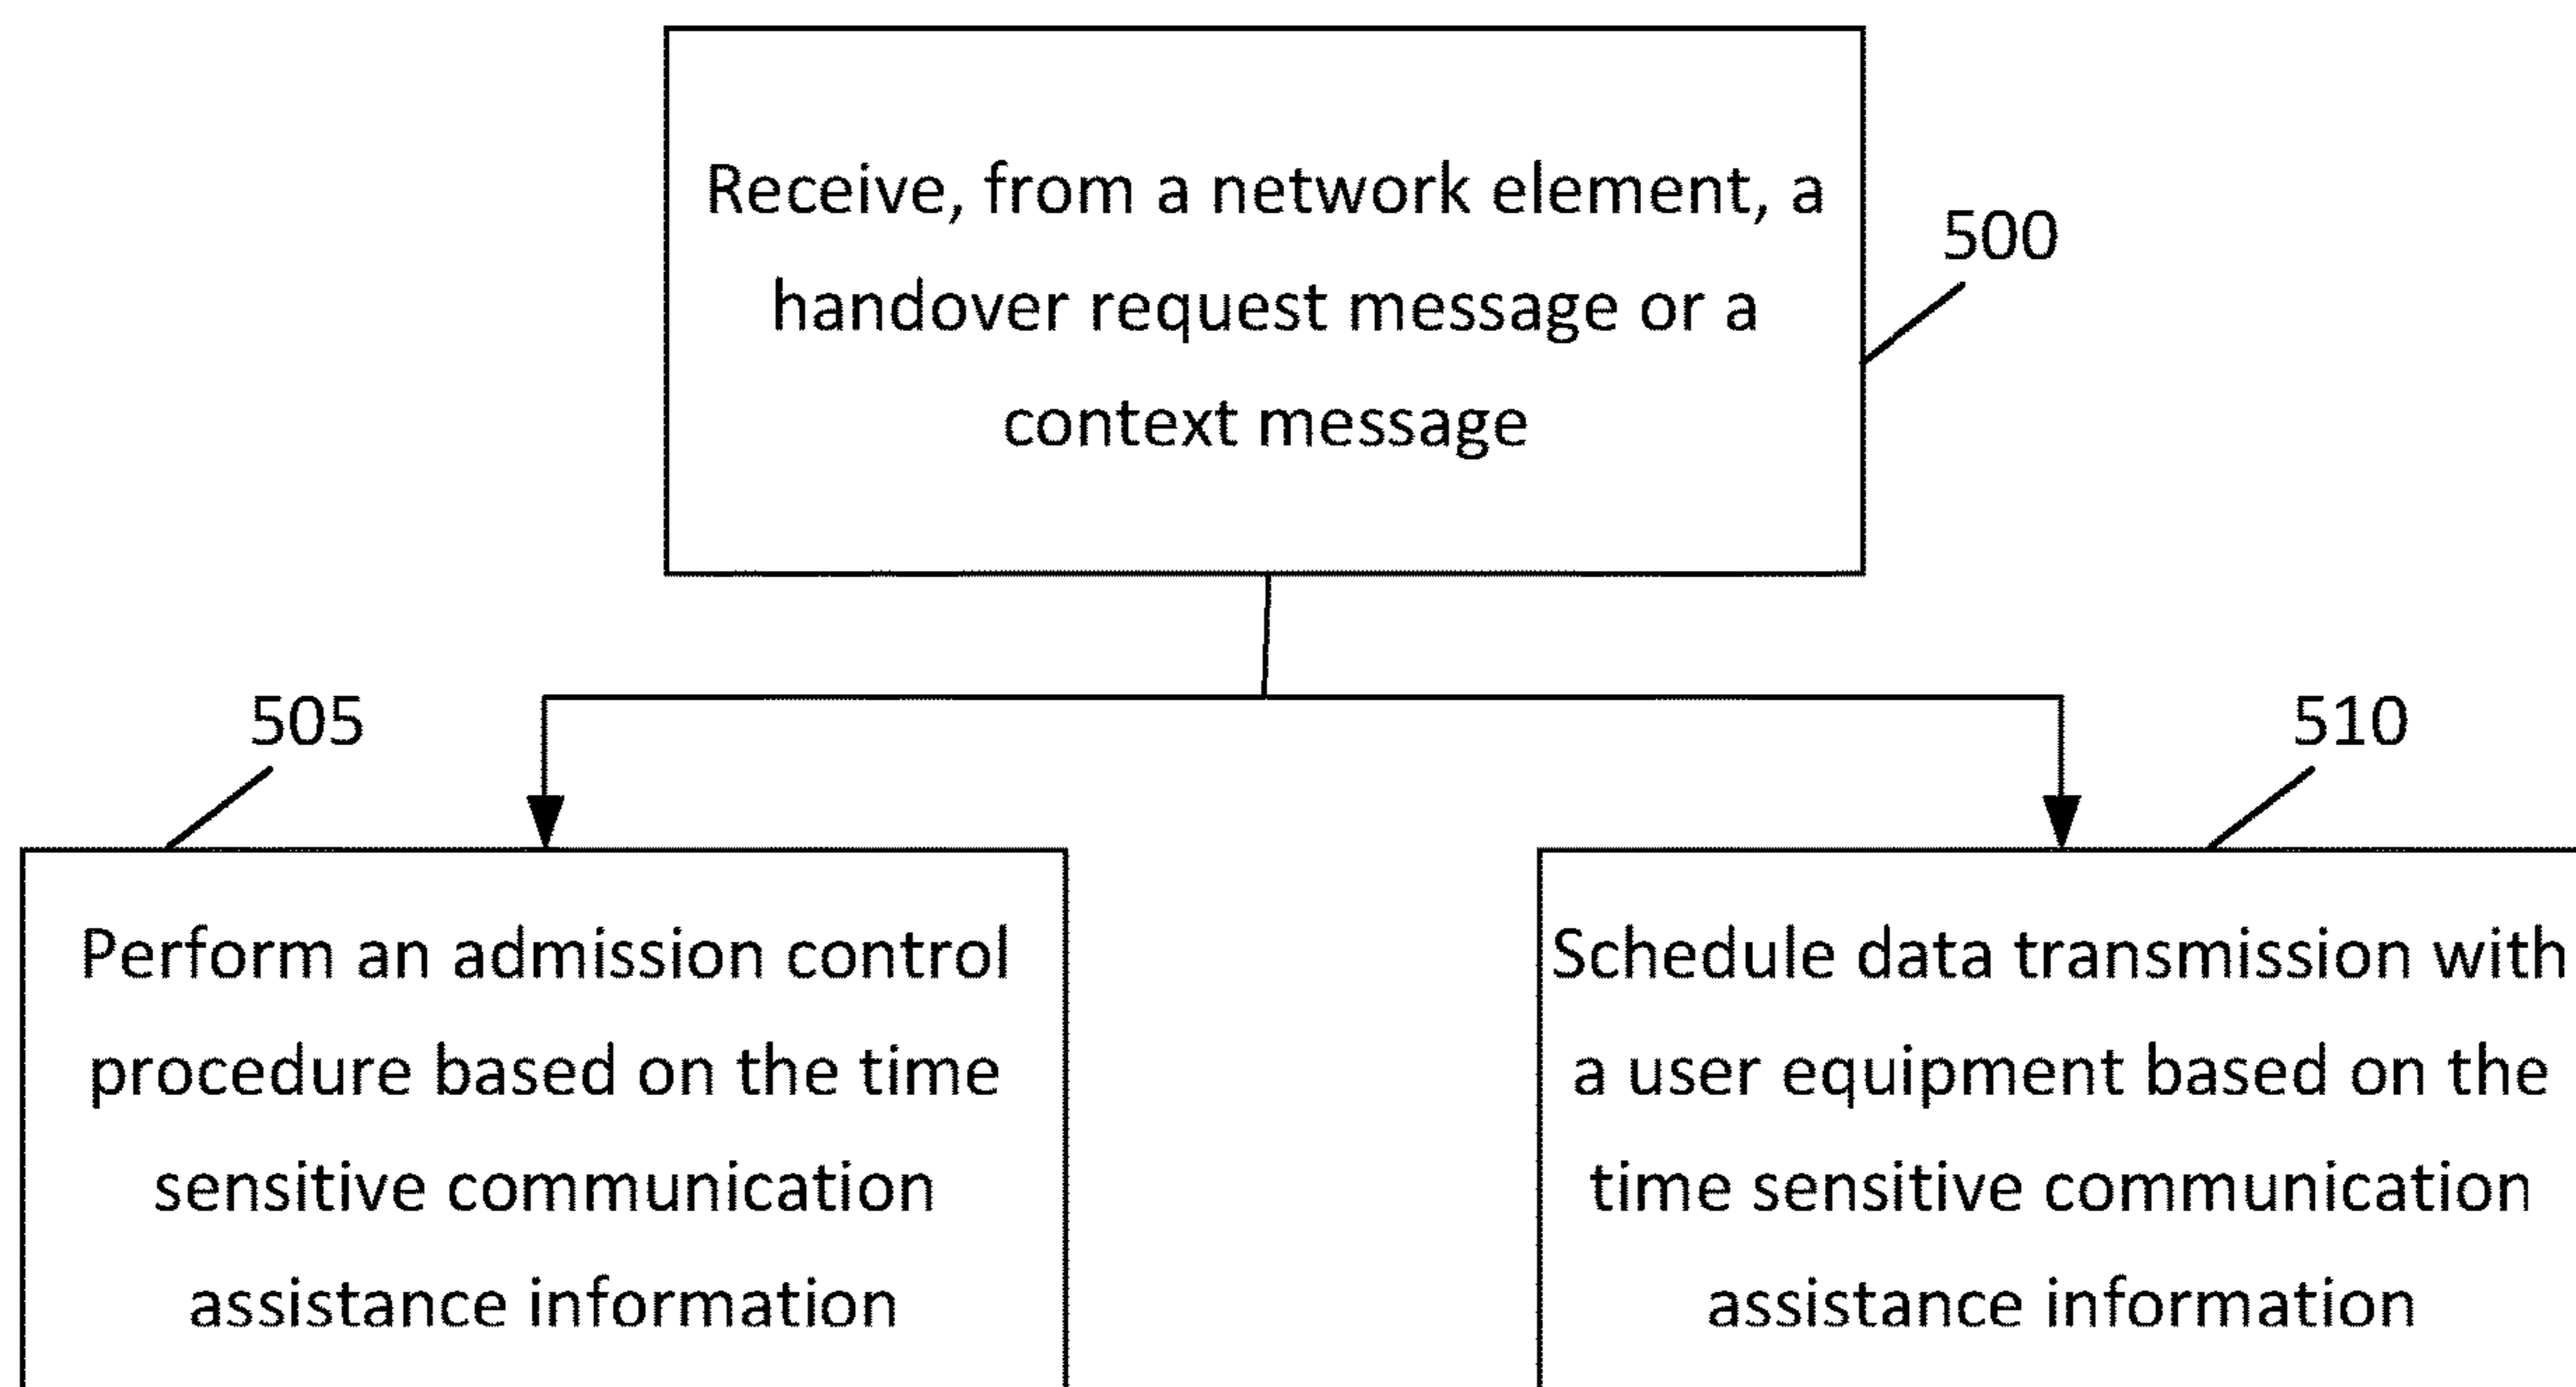 Receive, from a network element, a
handover request message or a
context message
500
505
510
Perform an admission control
procedure based on the time
sensitive communication
assistance information
Schedule data transmission with
a user equipment based on the
time sensitive communication
assistance information